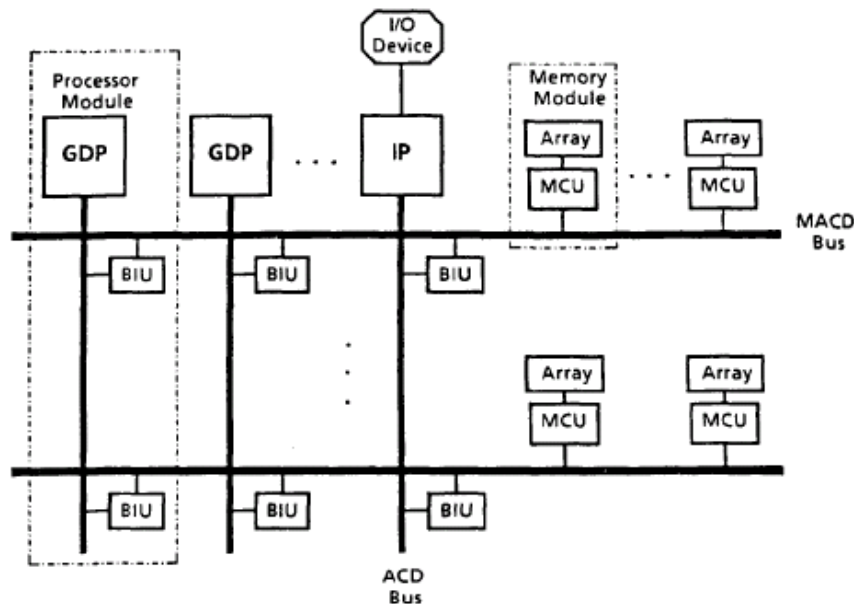 I/O
Device
Processor
Module
Memory
Module
GDP
GDP
. . .
IP
Array
MCU
. . .
Array
MCU
MACD
Bus
BIU
BIU
BIU
Array
MCU
Array
MCU
BIU
BIU
BIU
ACD
Bus